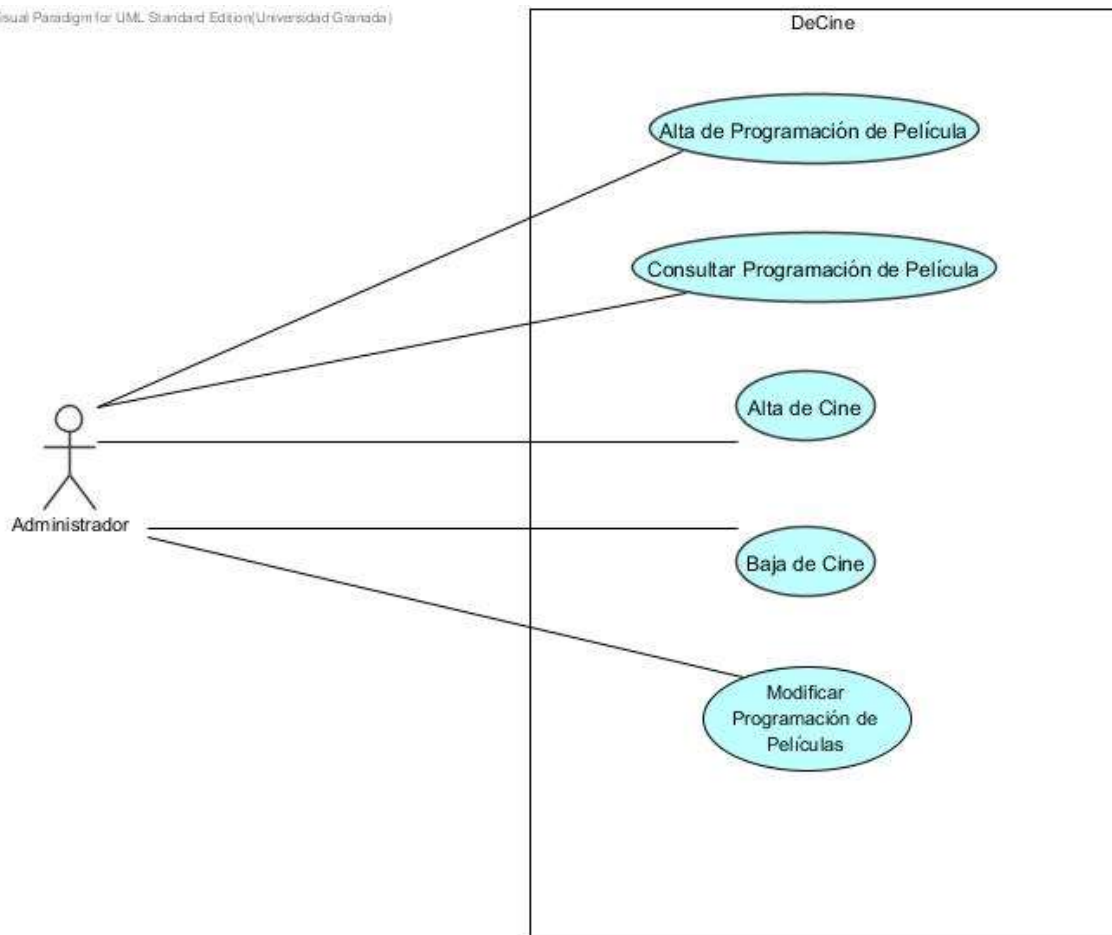 isual Paradigm for UML Standard Edition(Universidad Granada)
DeCine
Alta de Programación de Película
Consultar Programación de Película
Alta de Cine
Administrador
Baja de Cine
Modificar
Programación de
Películas